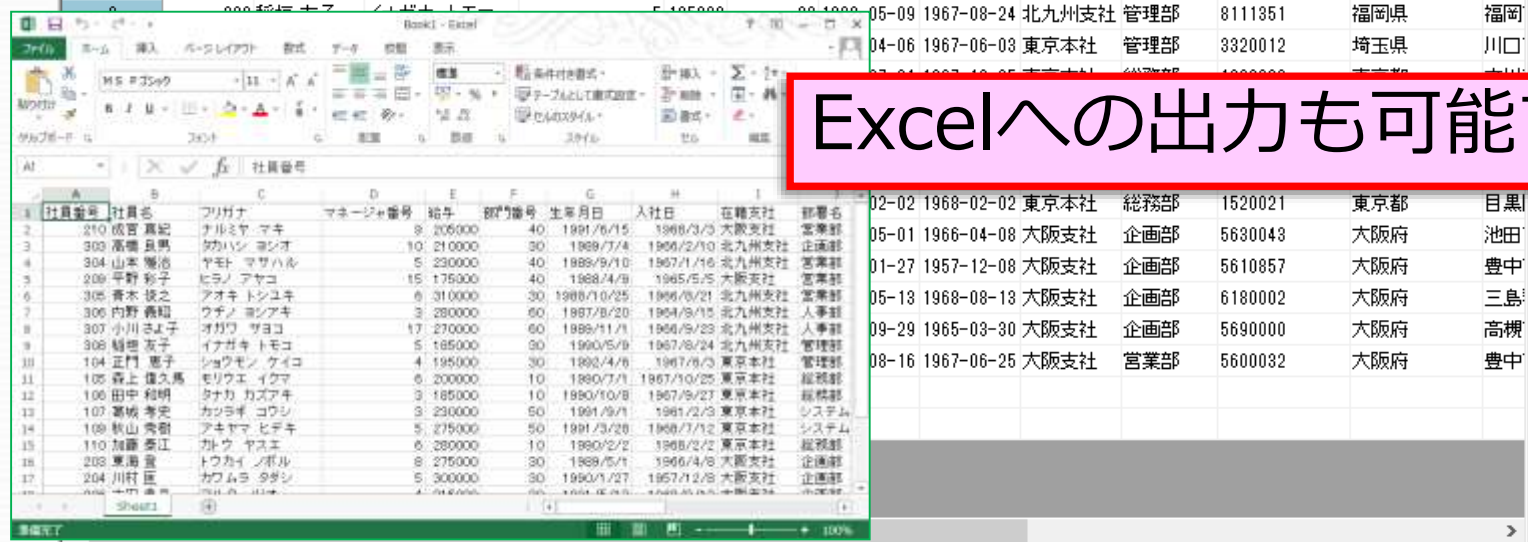 Book1 - Excel
ファイル ホーム 挿入 ページレイアウト 数式 データ 校閲 表示
MS Pゴシック 11
標準
条件付き書式
テーブルとして書式設定
セルのスタイル
挿入
削除
書式
クリップボード フォント 配置 数値 スタイル セル 編集
A1 社員番号
A B C D E F G H I
1 社員番号 社員名 フリガナ マネージャ番号 給与 部門番号 生年月日 入社日 在籍支社 部署名
2 210 成宮 真紀 ナルミヤ マキ 9 205000 40 1991/6/15 1968/3/3 大阪支社 営業部
3 303 高橋 良男 タカハシ ヨシオ 10 210000 30 1989/7/4 1966/2/10 北九州支社 企画部
4 304 山本 雅治 ヤモト マサハル 5 230000 40 1989/9/10 1967/1/16 北九州支社 営業部
5 209 平野 彩子 ヒラノ アヤコ 15 175000 40 1988/4/9 1965/5/5 大阪支社 営業部
6 305 青木 俊之 アオキ トシユキ 6 310000 30 1988/10/25 1966/8/21 北九州支社 営業部
7 306 内野 義昭 ウチノ ヨシアキ 3 280000 60 1987/8/20 1964/9/15 北九州支社 人事部
8 307 小川 さよ子 オガワ サヨコ 17 270000 60 1989/11/1 1966/9/23 北九州支社 人事部
9 308 稲垣 友子 イナガキ トモコ 5 185000 1990/5/9 1967/8/24 北九州支社 管理部
10 104 正門 恵子 ショウモン ケイコ 4 195000 30 1992/4/6 1967/6/3 東京本社 管理部
11 105 森上 偉久馬 モリウエ イクマ 6 200000 10 1990/7/1 1967/10/25 東京本社 総務部
12 106 田中 和明 タナカ カズアキ 3 185000 10 1990/10/8 1967/9/27 東京本社 総務部
13 107 葛城 孝史 カツラギ コウシ 3 230000 50 1991/9/1 1961/2/3 東京本社 システム
14 109 秋山 秀樹 アキヤマ ヒデキ 5 275000 50 1991/3/28 1968/7/12 東京本社 システム
15 110 加藤 泰江 カトウ ヤスエ 6 280000 10 1990/2/2 1968/2/2 東京本社 総務部
16 203 東海 登 トウカイ ノボル 8 275000 30 1989/5/1 1966/4/8 大阪支社 企画部
17 204 川村 匡 カワムラ タダシ 5 300000 30 1990/1/27 1957/12/8 大阪支社 企画部
Sheet1
準備完了 100%
05-09 1967-08-24 北九州支社 管理部 8111351 福岡県 福岡
04-06 1967-06-03 東京本社 管理部 3320012 埼玉県 川口
Excelへの出力も可能
02-02 1968-02-02 東京本社 総務部 1520021 東京都 目黒
05-01 1966-04-08 大阪支社 企画部 5630043 大阪府 池田
01-27 1957-12-08 大阪支社 企画部 5610857 大阪府 豊中
05-13 1968-08-13 大阪支社 企画部 6180002 大阪府 三島
09-29 1965-03-30 大阪支社 企画部 5690000 大阪府 高槻
08-16 1967-06-25 大阪支社 営業部 5600032 大阪府 豊中